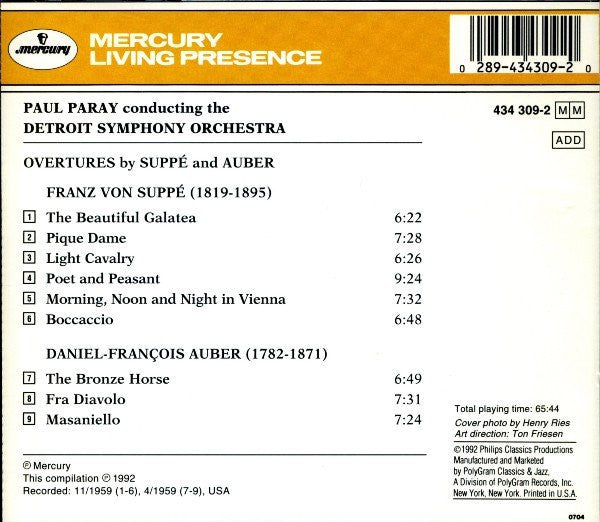 mercury
MERCURY
LIVING PRESENCE
0 289-434309-2 0
PAUL PARAY conducting the
DETROIT SYMPHONY ORCHESTRA
434 309-2 MM
ADD
OVERTURES by SUPPÉ and AUBER
FRANZ VON SUPPÉ (1819-1895)
1 The Beautiful Galatea 6:22
2 Pique Dame 7:28
3 Light Cavalry 6:26
4 Poet and Peasant 9:24
5 Morning, Noon and Night in Vienna 7:32
6 Boccaccio 6:48
DANIEL-FRANÇOIS AUBER (1782-1871)
7 The Bronze Horse 6:49
8 Fra Diavolo 7:31
9 Masaniello 7:24
Total playing time: 65:44
Cover photo by Henry Ries
Art direction: Ton Friesen
℗ Mercury
This compilation ℗ 1992
Recorded: 11/1959 (1-6), 4/1959 (7-9), USA
©1992 Philips Classics Productions
Manufactured and Marketed
by PolyGram Classics & Jazz,
A Division of PolyGram Records, Inc.
New York, New York. Printed in U.S.A.
0704